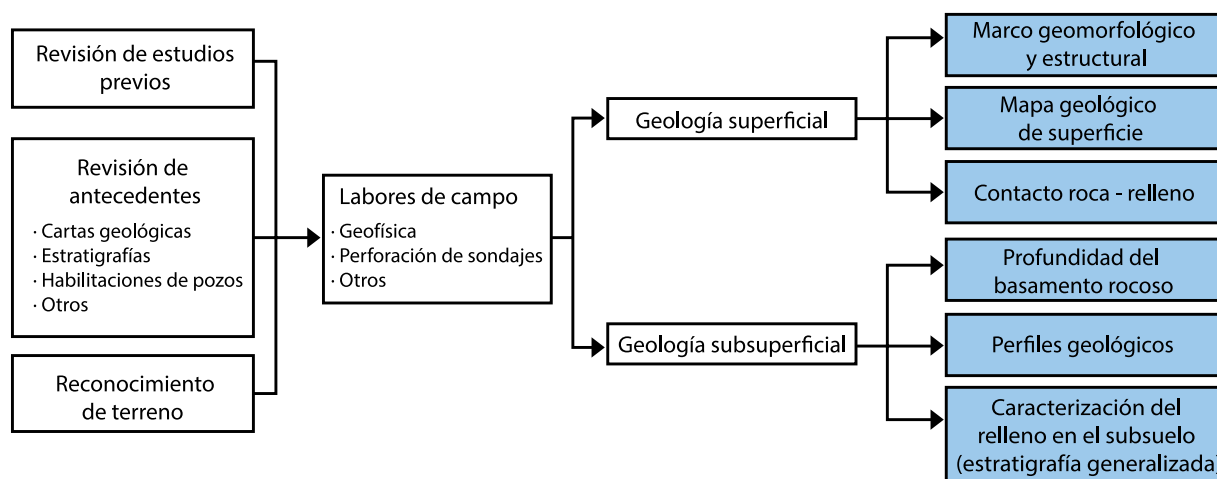 Revisión de estudios
previos
Revisión de
antecedentes
· Cartas geológicas
· Estratigrafías
· Habilitaciones de pozos
· Otros
Reconocimiento
de terreno
Labores de campo
· Geofísica
· Perforación de sondajes
· Otros
Geología superficial
Geología subsuperficial
Marco geomorfológico
y estructural
Mapa geológico
de superficie
Contacto roca - relleno
Profundidad del
basamento rocoso
Perfiles geológicos
Caracterización del
relleno en el subsuelo
(estratigrafía generalizada)